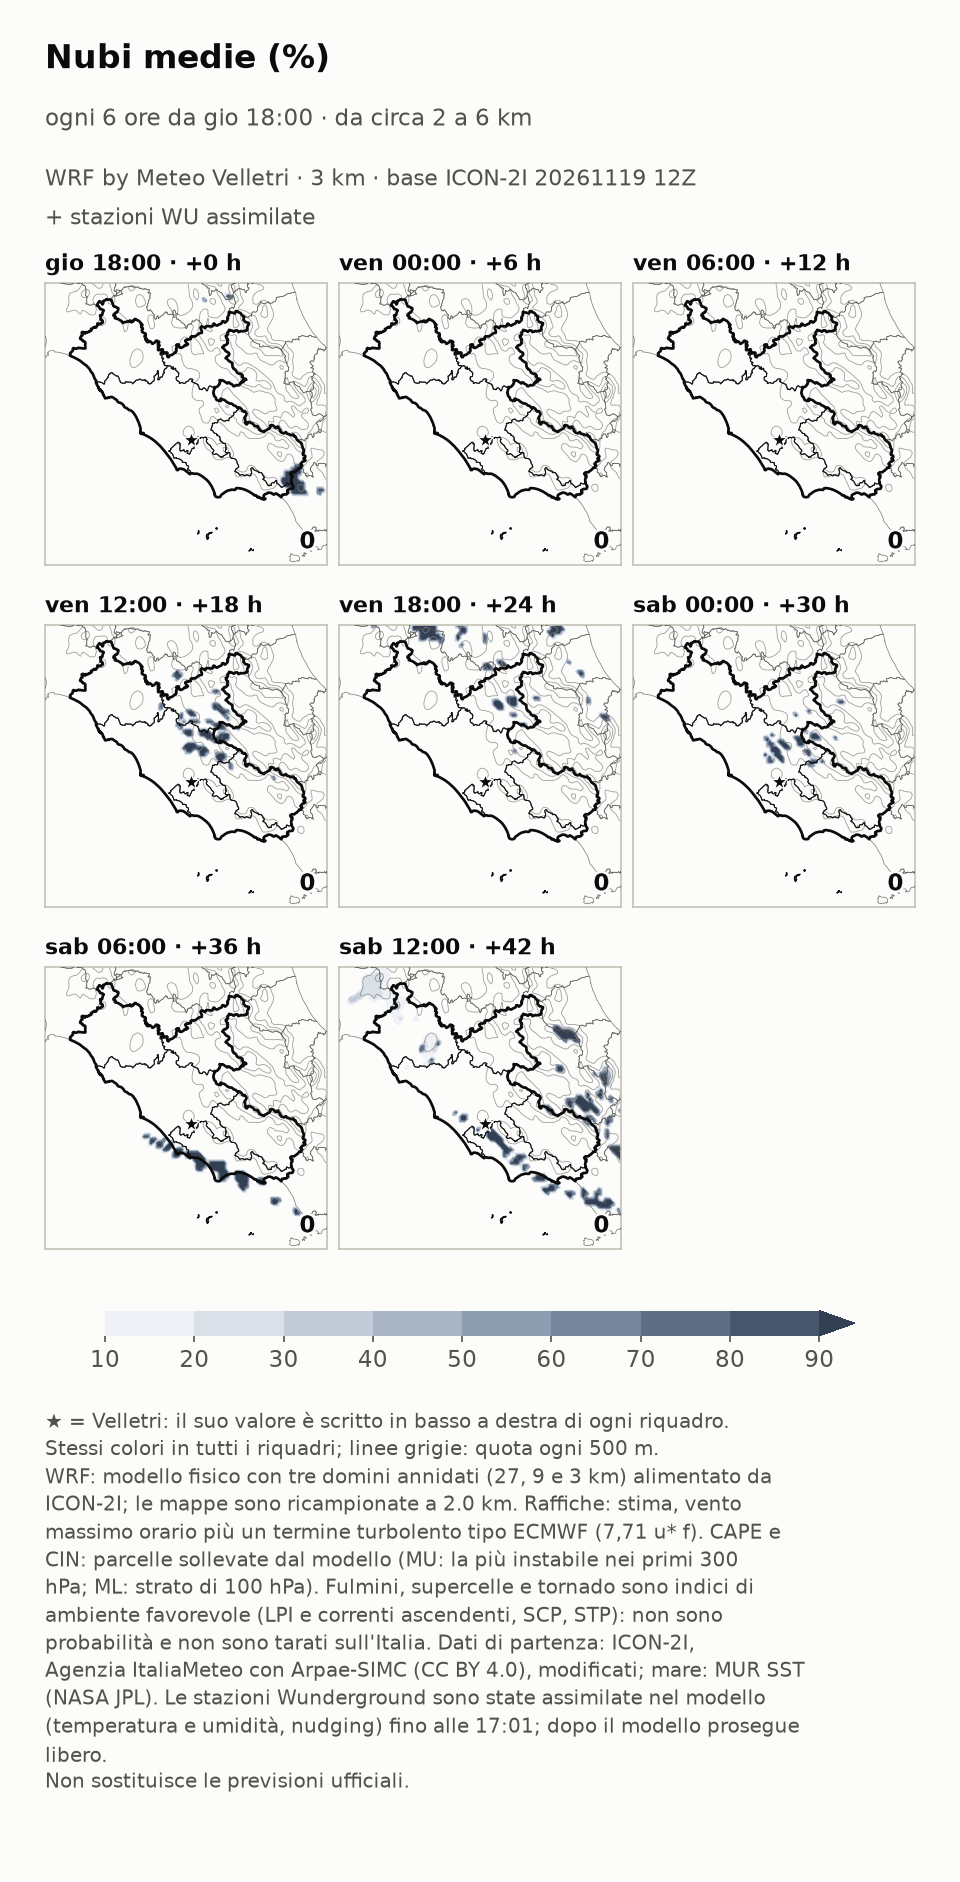 Nubi medie (%)
ogni 6 ore da gio 18:00 · da circa 2 a 6 km
WRF by Meteo Velletri · 3 km · base ICON-2I 20261119 12Z
+ stazioni WU assimilate
gio 18:00 · +0 h
ven 00:00 · +6 h
ven 06:00 · +12 h
0
0
0
ven 12:00 · +18 h
ven 18:00 · +24 h
sab 00:00 · +30 h
0
0
0
sab 06:00 · +36 h
sab 12:00 · +42 h
0
0
10 20 30 40 50 60 70 80 90
★ = Velletri: il suo valore è scritto in basso a destra di ogni riquadro.
Stessi colori in tutti i riquadri; linee grigie: quota ogni 500 m.
WRF: modello fisico con tre domini annidati (27, 9 e 3 km) alimentato da
ICON-2I; le mappe sono ricampionate a 2.0 km. Raffiche: stima, vento
massimo orario più un termine turbolento tipo ECMWF (7,71 u* f). CAPE e
CIN: parcelle sollevate dal modello (MU: la più instabile nei primi 300
hPa; ML: strato di 100 hPa). Fulmini, supercelle e tornado sono indici di
ambiente favorevole (LPI e correnti ascendenti, SCP, STP): non sono
probabilità e non sono tarati sull'Italia. Dati di partenza: ICON-2I,
Agenzia ItaliaMeteo con Arpae-SIMC (CC BY 4.0), modificati; mare: MUR SST
(NASA JPL). Le stazioni Wunderground sono state assimilate nel modello
(temperatura e umidità, nudging) fino alle 17:01; dopo il modello prosegue
libero.
Non sostituisce le previsioni ufficiali.